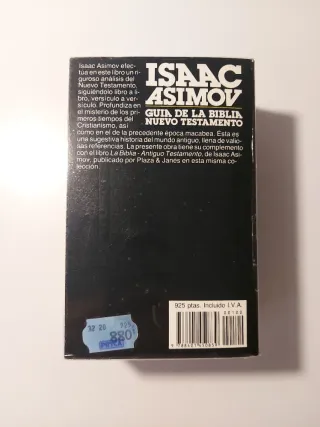 Isaac Asimov efec-
túa en este libro un ri-
guroso análisis del
Nuevo Testamento,
siguiéndolo libro a li-
bro, versículo a ver-
sículo. Profundiza en
el misterio de los pri-
meros tiempos del
Cristianismo, así
como en el de la precedente época macabea. Ésta es
una sugestiva historia del mundo antiguo, llena de valio-
sas referencias. La presente obra tiene su complemento
con el libro La Biblia - Antiguo Testamento, de Isaac Asi-
mov, publicado por Plaza & Janés en esta misma co-
lección.
ISAAC
ASIMOV
GUIA DE LA BIBLIA
NUEVO TESTAMENTO
925 ptas. Incluido I.V.A.
00100
880